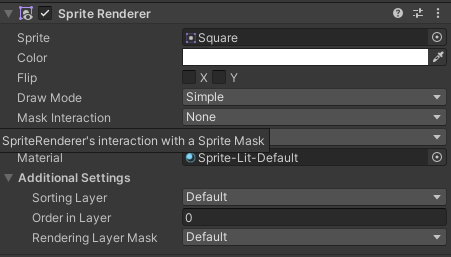 Sprite Renderer
Sprite Square
Color
Flip X Y
Draw Mode Simple
Mask Interaction None
SpriteRenderer's interaction with a Sprite Mask
Material Sprite-Lit-Default
Additional Settings
Sorting Layer Default
Order in Layer 0
Rendering Layer Mask Default